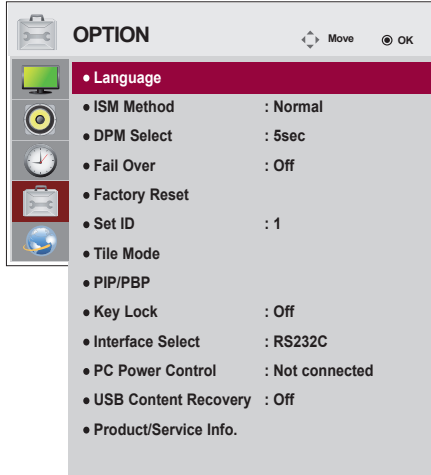 OPTION Move OK
• Language
• ISM Method : Normal
• DPM Select : 5sec
• Fail Over : Off
• Factory Reset
• Set ID : 1
• Tile Mode
• PIP/PBP
• Key Lock : Off
• Interface Select : RS232C
• PC Power Control : Not connected
• USB Content Recovery : Off
• Product/Service Info.